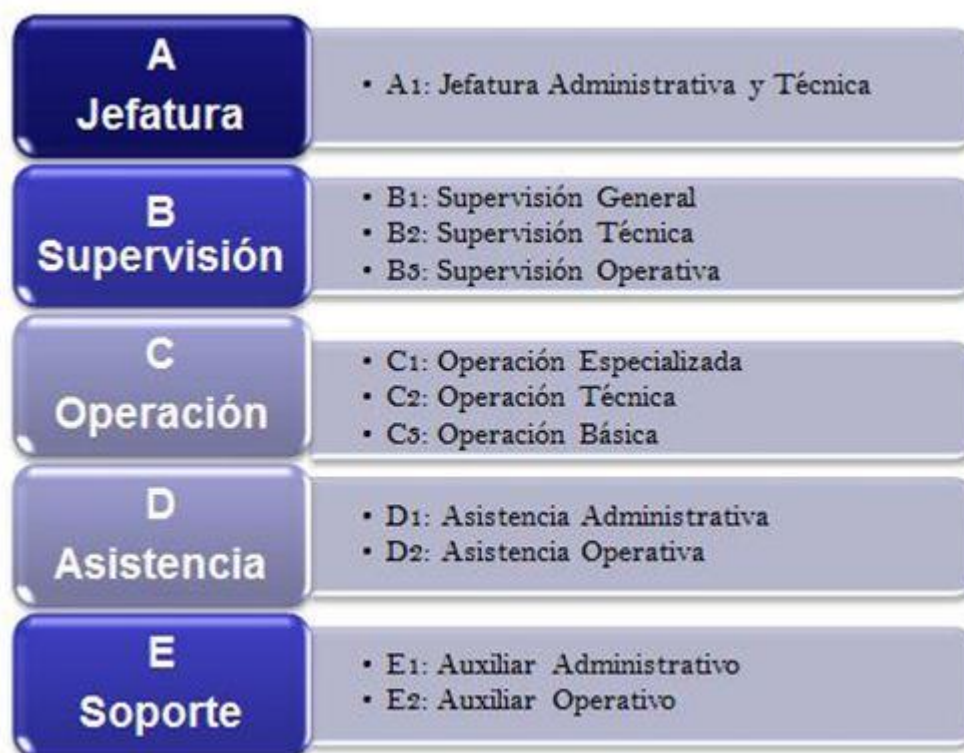 A
Jefatura
• A1: Jefatura Administrativa y Técnica
B
Supervisión
• B1: Supervisión General
• B2: Supervisión Técnica
• B3: Supervisión Operativa
C
Operación
• C1: Operación Especializada
• C2: Operación Técnica
• C3: Operación Básica
D
Asistencia
• D1: Asistencia Administrativa
• D2: Asistencia Operativa
E
Soporte
• E1: Auxiliar Administrativo
• E2: Auxiliar Operativo